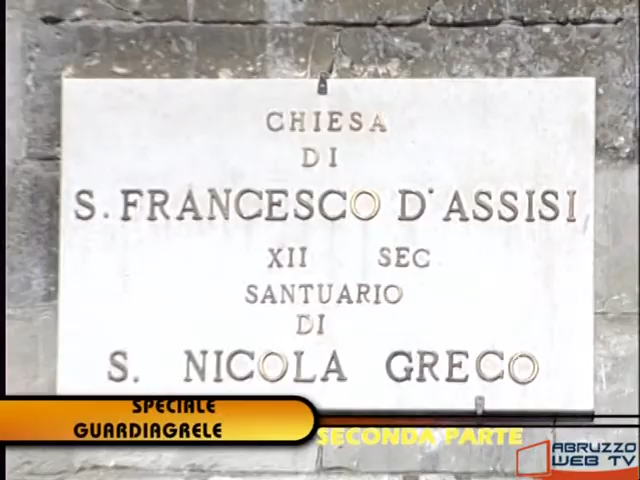 CHIESA
DI
S. FRANCESCO D'ASSISI
XII SEC
SANTUARIO
DI
S. NICOLA GRECO
SPECIALE
GUARDIAGRELE
SECONDA PARTE
ABRUZZO
WEB TV